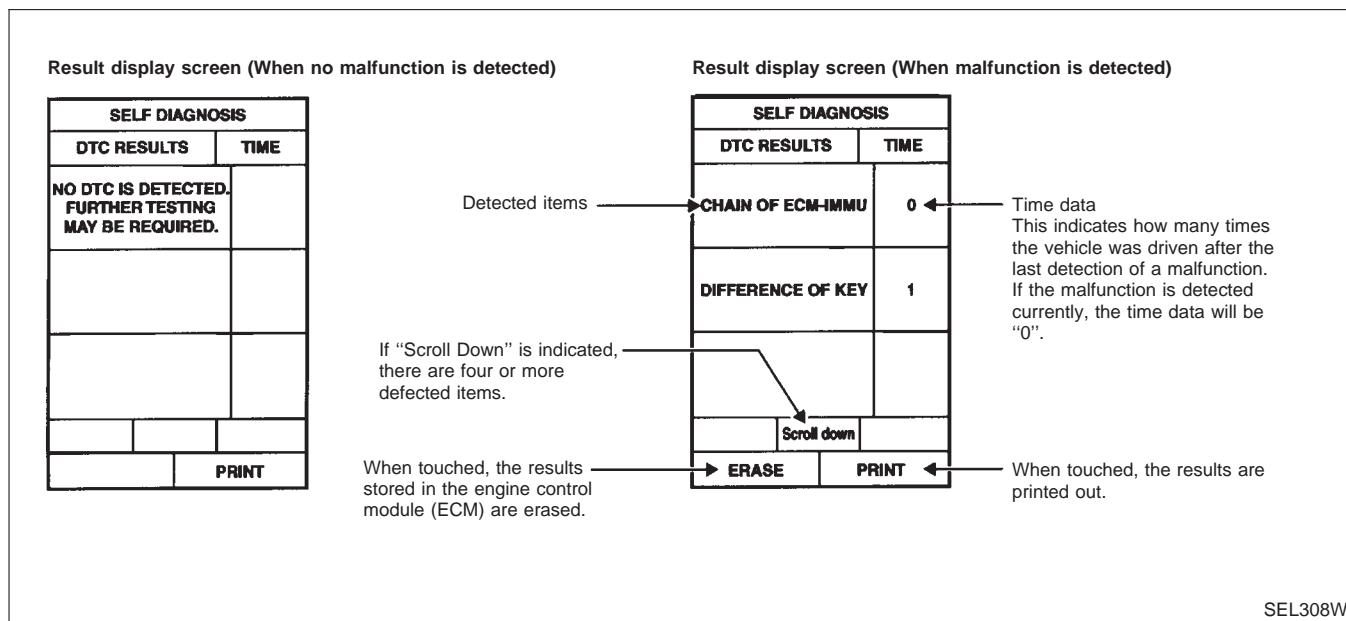 Result display screen (When no malfunction is detected)
SELF DIAGNOSIS
DTC RESULTS TIME
NO DTC IS DETECTED.
FURTHER TESTING
MAY BE REQUIRED.
PRINT
Result display screen (When malfunction is detected)
SELF DIAGNOSIS
DTC RESULTS TIME
Detected items
CHAIN OF ECM-IMMU 0
Time data
This indicates how many times
the vehicle was driven after the
last detection of a malfunction.
If the malfunction is detected
currently, the time data will be
‘‘0’’.
DIFFERENCE OF KEY 1
If ‘‘Scroll Down’’ is indicated,
there are four or more
defected items.
Scroll down
When touched, the results
stored in the engine control
module (ECM) are erased.
ERASE PRINT
When touched, the results are
printed out.
SEL308W